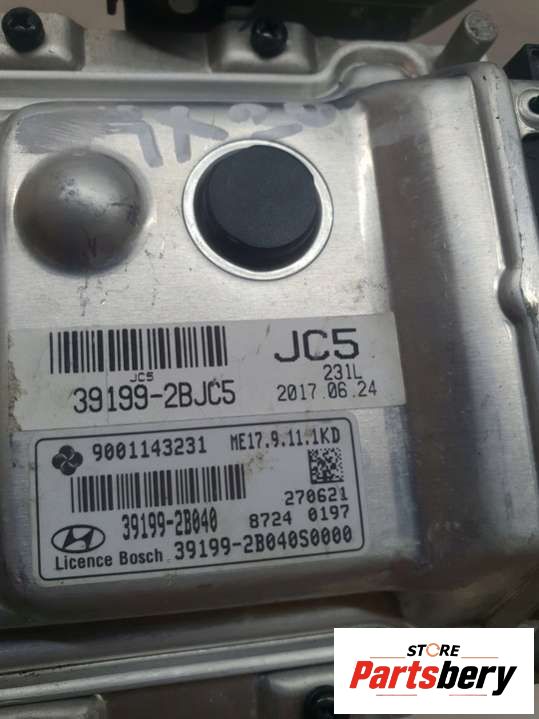 JC5
JC5
231L
39199-2BJC5
2017.06.24
9001143231
ME17.9.11.1KD
270621
39199-2B040
8724 0197
Licence Bosch
39199-2B040S0000
STORE
Partsbery